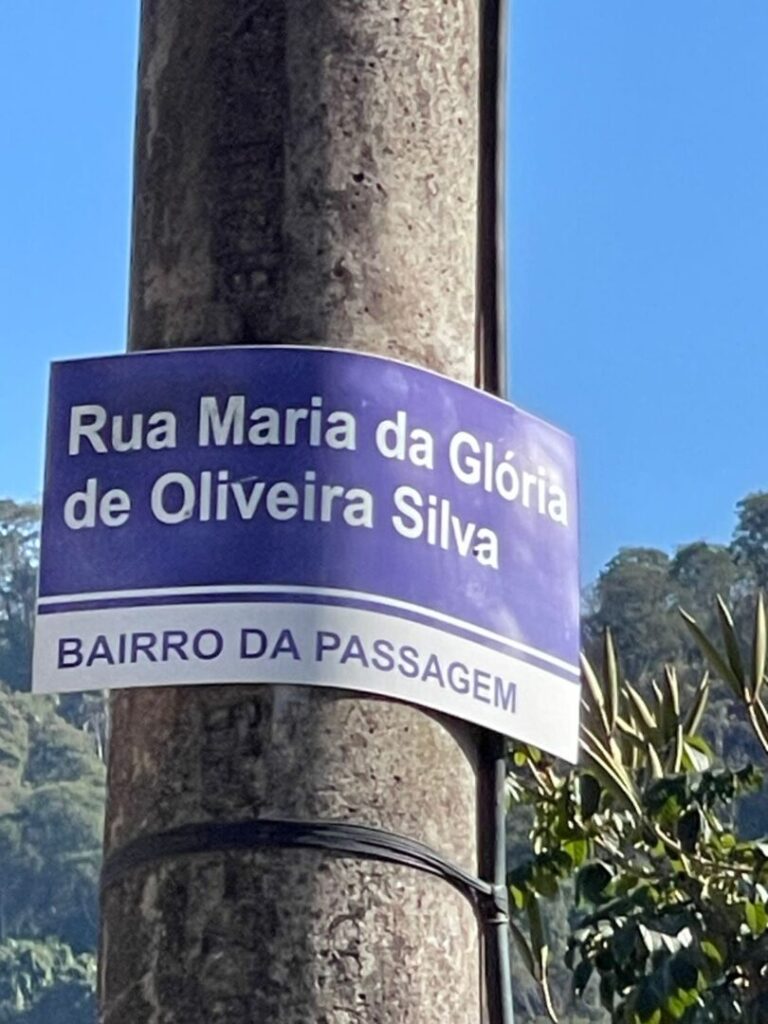 Rua Maria da Glória
de Oliveira Silva
BAIRRO DA PASSAGEM